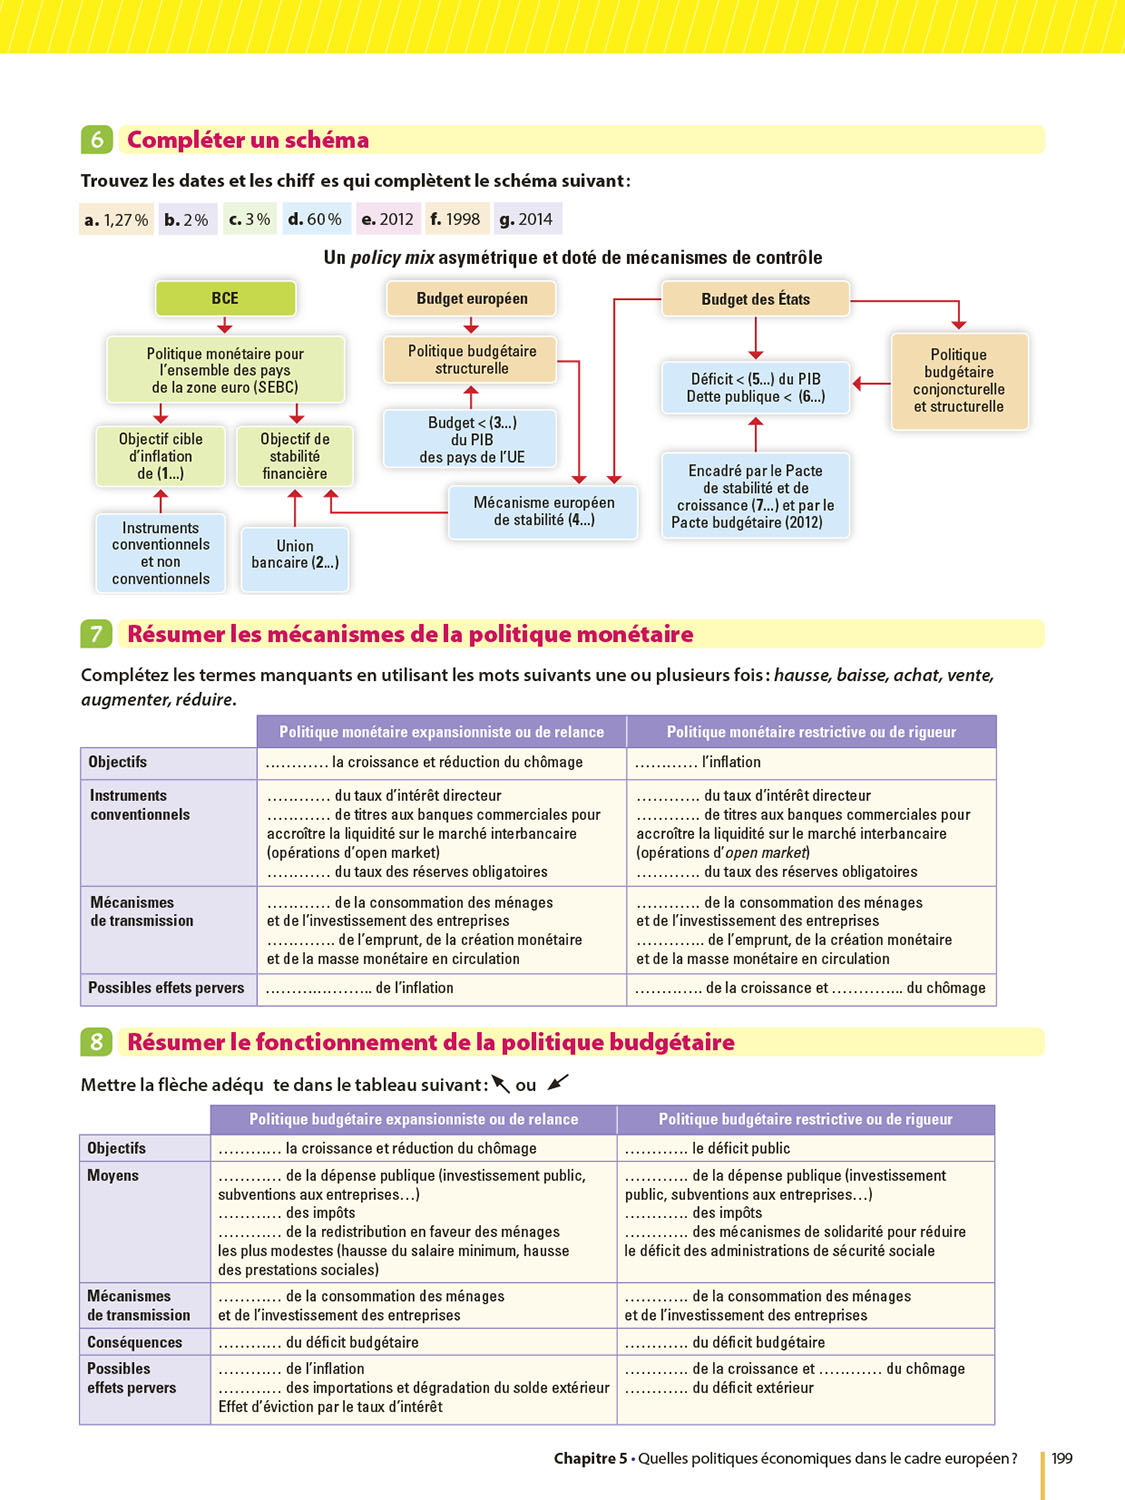 6 Compléter un schéma
Trouvez les dates et les chiff es qui complètent le schéma suivant :
a. 1,27 % b. 2 % c. 3 % d. 60 % e. 2012 f. 1998 g. 2014
Un policy mix asymétrique et doté de mécanismes de contrôle
BCE
Politique monétaire pour
l'ensemble des pays
de la zone euro (SEBC)
Objectif cible
d'inflation
de (1...)
Objectif de
stabilité
financière
Instruments
conventionnels
et non
conventionnels
Union
bancaire (2...)
Budget européen
Politique budgétaire
structurelle
Budget < (3...)
du PIB
des pays de l'UE
Mécanisme européen
de stabilité (4...)
Budget des États
Déficit < (5...) du PIB
Dette publique < (6...)
Encadré par le Pacte
de stabilité et de
croissance (7...) et par le
Pacte budgétaire (2012)
Politique
budgétaire
conjoncturelle
et structurelle
7 Résumer les mécanismes de la politique monétaire
Complétez les termes manquants en utilisant les mots suivants une ou plusieurs fois : hausse, baisse, achat, vente,
augmenter, réduire.
Politique monétaire expansionniste ou de relance
Politique monétaire restrictive ou de rigueur
Objectifs
………… la croissance et réduction du chômage
………… l'inflation
Instruments
conventionnels
………… du taux d'intérêt directeur
………… de titres aux banques commerciales pour
accroître la liquidité sur le marché interbancaire
(opérations d'open market)
………… du taux des réserves obligatoires
………… du taux d'intérêt directeur
………… de titres aux banques commerciales pour
accroître la liquidité sur le marché interbancaire
(opérations d'open market)
………… du taux des réserves obligatoires
Mécanismes
de transmission
………… de la consommation des ménages
et de l'investissement des entreprises
…………. de l'emprunt, de la création monétaire
et de la masse monétaire en circulation
………… de la consommation des ménages
et de l'investissement des entreprises
…………. de l'emprunt, de la création monétaire
et de la masse monétaire en circulation
Possibles effets pervers
……………….. de l'inflation
…………. de la croissance et ………….. du chômage
8 Résumer le fonctionnement de la politique budgétaire
Mettre la flèche adéqu te dans le tableau suivant : ou
Politique budgétaire expansionniste ou de relance
Politique budgétaire restrictive ou de rigueur
Objectifs
………… la croissance et réduction du chômage
………… le déficit public
Moyens
………… de la dépense publique (investissement public,
subventions aux entreprises…)
………… des impôts
………… de la redistribution en faveur des ménages
les plus modestes (hausse du salaire minimum, hausse
des prestations sociales)
………… de la dépense publique (investissement
public, subventions aux entreprises…)
………… des impôts
………… des mécanismes de solidarité pour réduire
le déficit des administrations de sécurité sociale
Mécanismes
de transmission
………… de la consommation des ménages
et de l'investissement des entreprises
………… de la consommation des ménages
et de l'investissement des entreprises
Conséquences
………… du déficit budgétaire
………… du déficit budgétaire
Possibles
effets pervers
………… de l'inflation
………… des importations et dégradation du solde extérieur
Effet d'éviction par le taux d'intérêt
………… de la croissance et ………… du chômage
………… du déficit extérieur
Chapitre 5 • Quelles politiques économiques dans le cadre européen ? 199